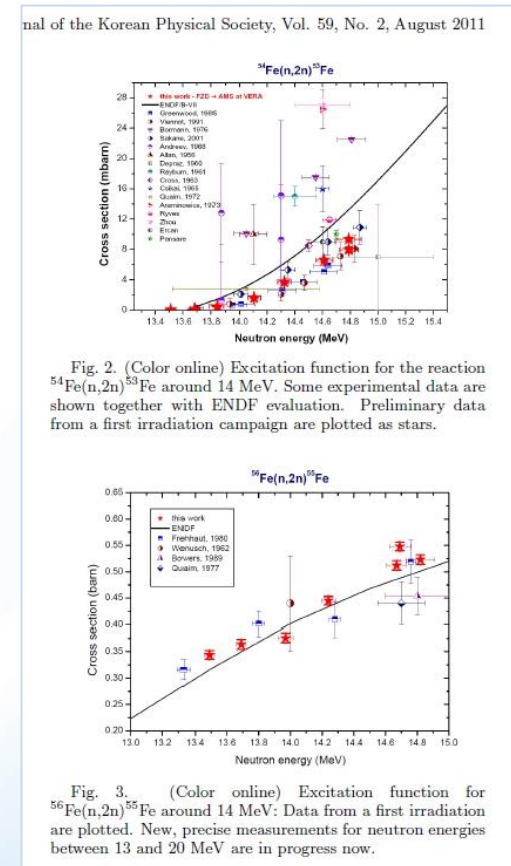 nal of the Korean Physical Society, Vol. 59, No. 2, August 2011
⁵⁴Fe(n,2n)⁵³Fe
28
24
20
16
12
8
4
0
Cross section (mbarn)
this work - FZD + AMS at VERA
ENDF/B-VII
Greenwood, 1985
Viennot, 1991
Bormann, 1976
Sakane, 2001
Andreev, 1968
Allan, 1956
Depraz, 1960
Rayburn, 1961
Cross, 1963
Csikai, 1965
Qaim, 1972
Araminowicz, 1973
Ryves
Zhou
Ercan
Pansare
13.4 13.6 13.8 14.0 14.2 14.4 14.6 14.8 15.0 15.2 15.4
Neutron energy (MeV)
Fig. 2. (Color online) Excitation function for the reaction
⁵⁴Fe(n,2n)⁵³Fe around 14 MeV. Some experimental data are
shown together with ENDF evaluation. Preliminary data
from a first irradiation campaign are plotted as stars.
⁵⁶Fe(n,2n)⁵⁵Fe
0.65
0.60
0.55
0.50
0.45
0.40
0.35
0.30
0.25
0.20
Cross section (barn)
this work
ENDF
Frehhaut, 1980
Wenusch, 1962
Bowers, 1989
Quaim, 1977
13.0 13.2 13.4 13.6 13.8 14.0 14.2 14.4 14.6 14.8 15.0
Neutron energy (MeV)
Fig. 3. (Color online) Excitation function for
⁵⁶Fe(n,2n)⁵⁵Fe around 14 MeV: Data from a first irradiation
are plotted. New, precise measurements for neutron energies
between 13 and 20 MeV are in progress now.